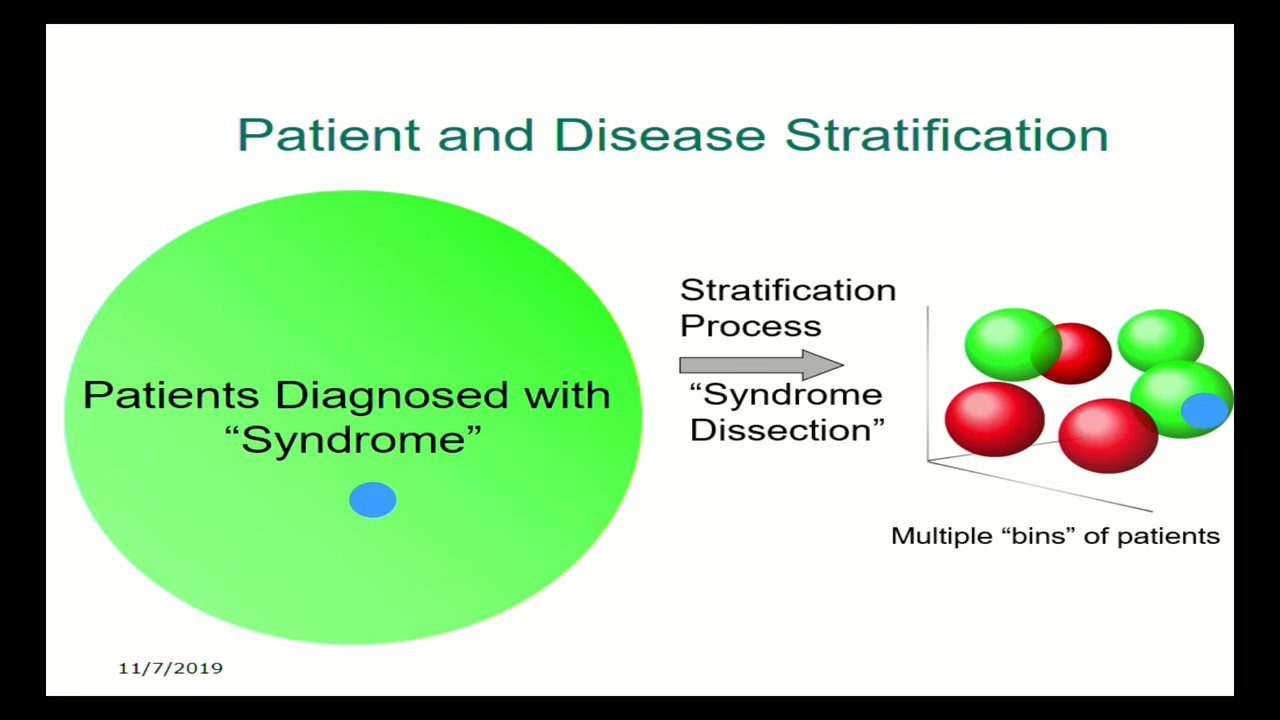 Patient and Disease Stratification
Patients Diagnosed with
“Syndrome”
Stratification
Process
“Syndrome
Dissection”
Multiple “bins” of patients
11/7/2019